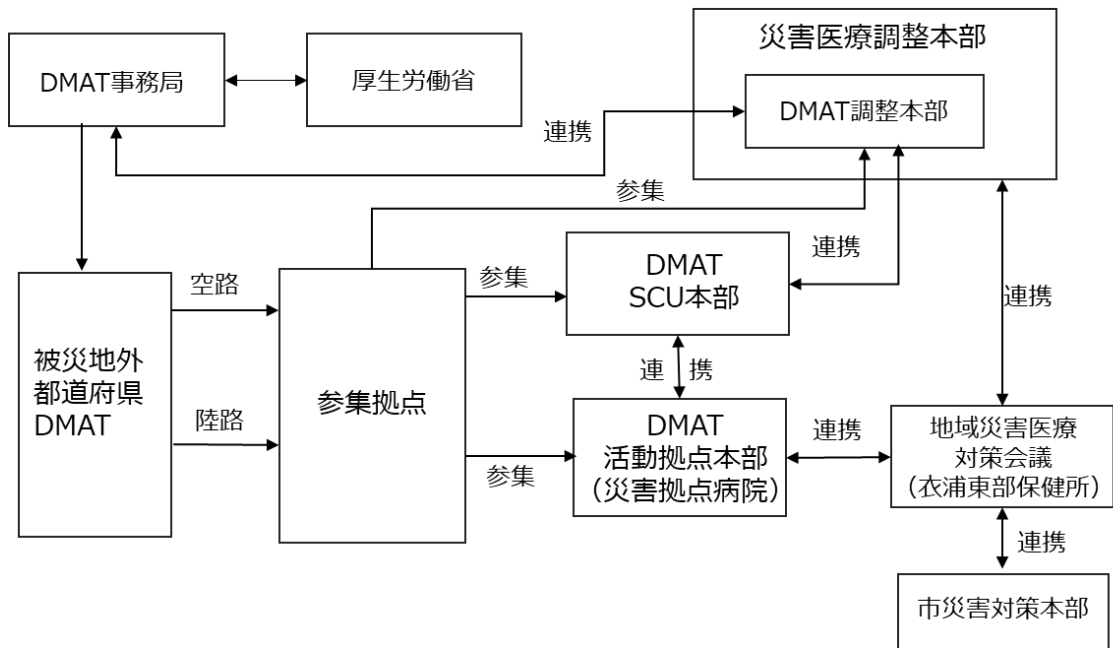 災害医療調整本部
DMAT事務局
厚生労働省
DMAT調整本部
連携
参集
空路
参集
DMAT
SCU本部
連携
連携
被災地外
都道府県
DMAT
参集拠点
連 携
陸路
参集
DMAT
活動拠点本部
（災害拠点病院）
連携
地域災害医療
対策会議
（衣浦東部保健所）
連携
市災害対策本部